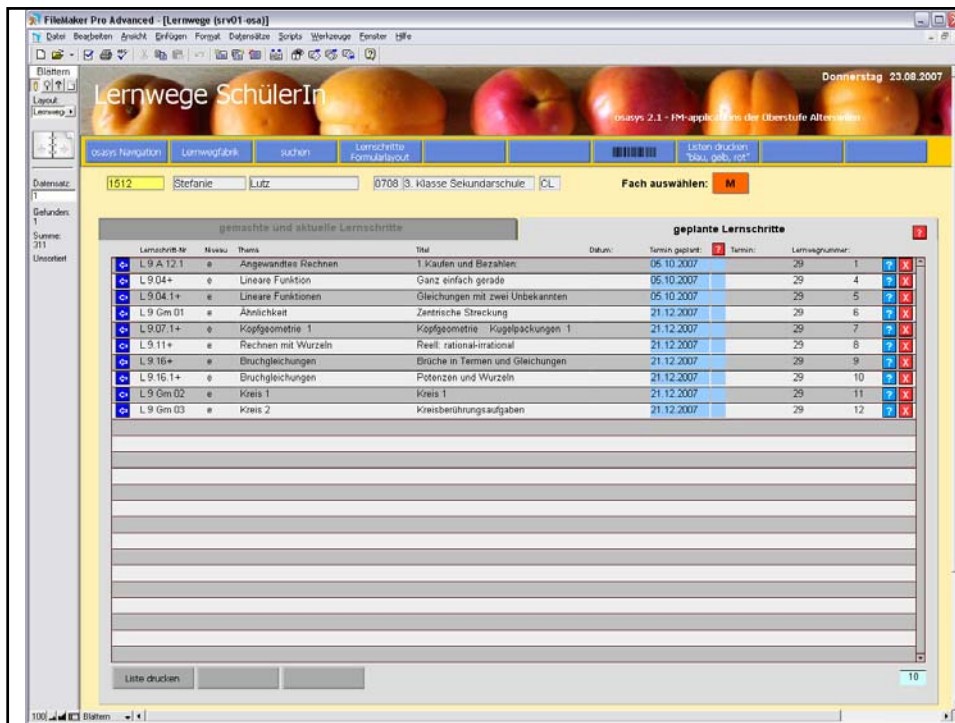 FileMaker Pro Advanced - [Lernwege (srv01-osa)]
Datei Bearbeiten Ansicht Einfügen Format Datensätze Scripts Werkzeuge Fenster Hilfe
Blättern
Layout:
Lernweg
Datensatz:
1
Gefunden:
1
Summe:
311
Unsortiert
Donnerstag 23.08.2007
Lernwege SchülerIn
osasys 2.1 - FM-applications der Oberstufe Alterswilen
osasys Navigation Lernwegfabrik suchen Lernschritte Formularlayout Listen drucken "blau, gelb, rot"
1512 Stefanie Lutz 0708 3. Klasse Sekundarschule CL Fach auswählen: M
gemachte und aktuelle Lernschritte geplante Lernschritte ?
Lernschritt-Nr Niveau Thema Titel Datum: Termin geplant: ? Termin: Lernwegnummer:
L 9 A 12.1 e Angewandtes Rechnen 1 Kaufen und Bezahlen: 05.10.2007 29 1 ? X
L 9.04+ e Lineare Funktion Ganz einfach gerade 05.10.2007 29 4 ? X
L 9.04.1+ e Lineare Funktionen Gleichungen mit zwei Unbekannten 05.10.2007 29 5 ? X
L 9 Gm 01 e Ähnlichkeit Zentrische Streckung 21.12.2007 29 6 ? X
L 9.07.1+ e Kopfgeometrie 1 Kopfgeometrie Kugelpackungen 1 21.12.2007 29 7 ? X
L 9.11+ e Rechnen mit Wurzeln Reell: rational-irrational 21.12.2007 29 8 ? X
L 9.16+ e Bruchgleichungen Brüche in Termen und Gleichungen 21.12.2007 29 9 ? X
L 9.16.1+ e Bruchgleichungen Potenzen und Wurzeln 21.12.2007 29 10 ? X
L 9 Gm 02 e Kreis 1 Kreis 1 21.12.2007 29 11 ? X
L 9 Gm 03 e Kreis 2 Kreisberührungsaufgaben 21.12.2007 29 12 ? X
Liste drucken 10
100 Blättern